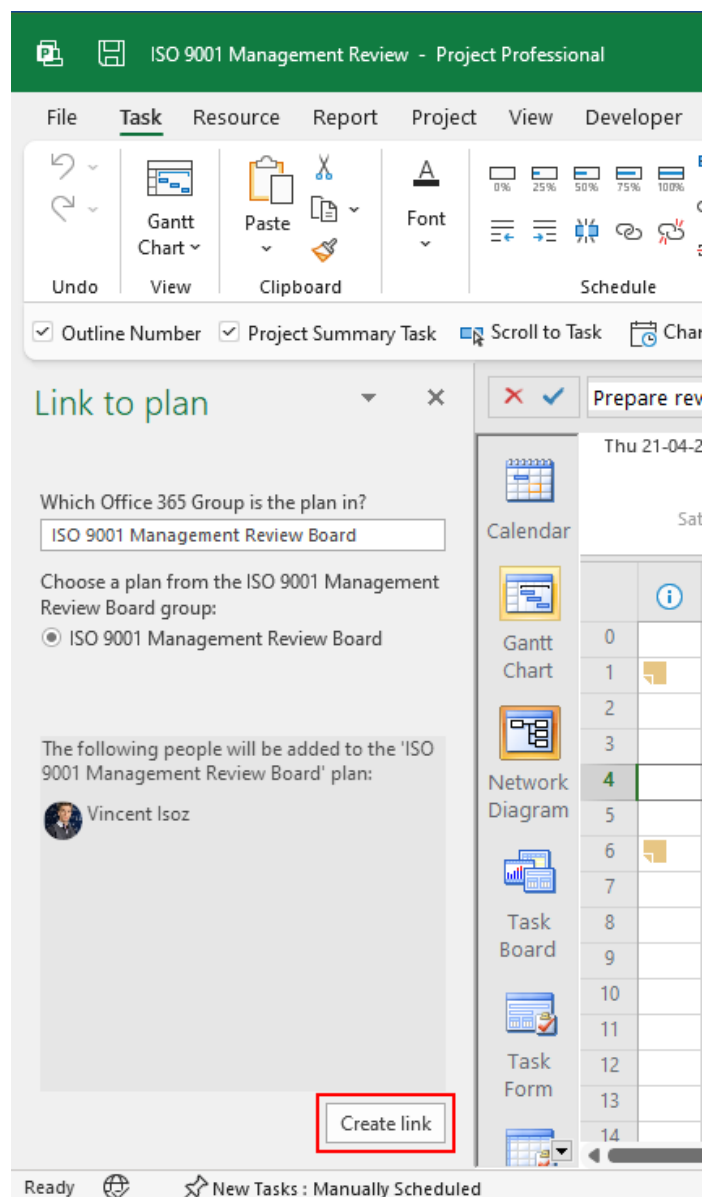 ISO 9001 Management Review - Project Professional
File Task Resource Report Project View Developer
Gantt Chart
Paste
Font
0% 25% 50% 75% 100%
Undo View Clipboard Schedule
Outline Number Project Summary Task Scroll to Task Char
Link to plan
Which Office 365 Group is the plan in?
ISO 9001 Management Review Board
Choose a plan from the ISO 9001 Management
Review Board group:
ISO 9001 Management Review Board
The following people will be added to the 'ISO
9001 Management Review Board' plan:
Vincent Isoz
Create link
Prepare rev
Thu 21-04-2
Sat
Calendar
Gantt
Chart
Network
Diagram
Task
Board
Task
Form
0
1
2
3
4
5
6
7
8
9
10
11
12
13
14
Ready New Tasks : Manually Scheduled